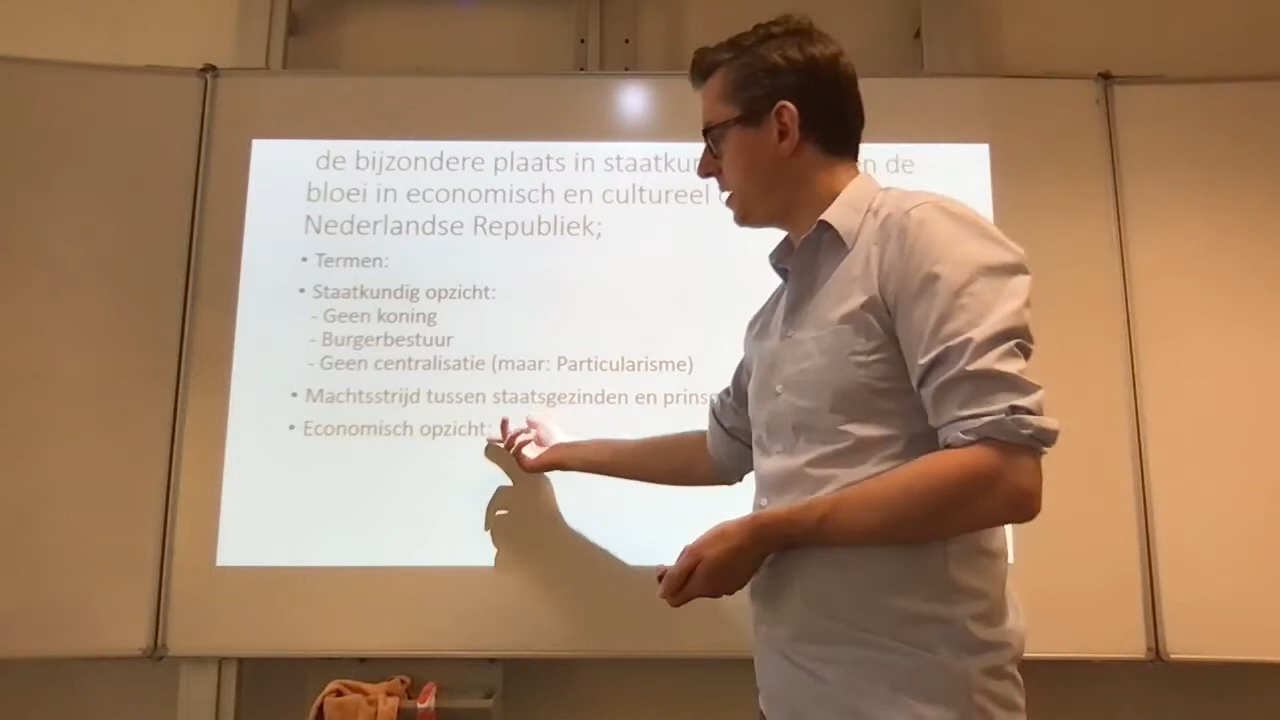 de bijzondere plaats in staatkun de
bloei in economisch en cultureel
Nederlandse Republiek;
• Termen:
• Staatkundig opzicht:
- Geen koning
- Burgerbestuur
- Geen centralisatie (maar: Particularisme)
• Machtsstrijd tussen staatsgezinden en prins
• Economisch opzicht: